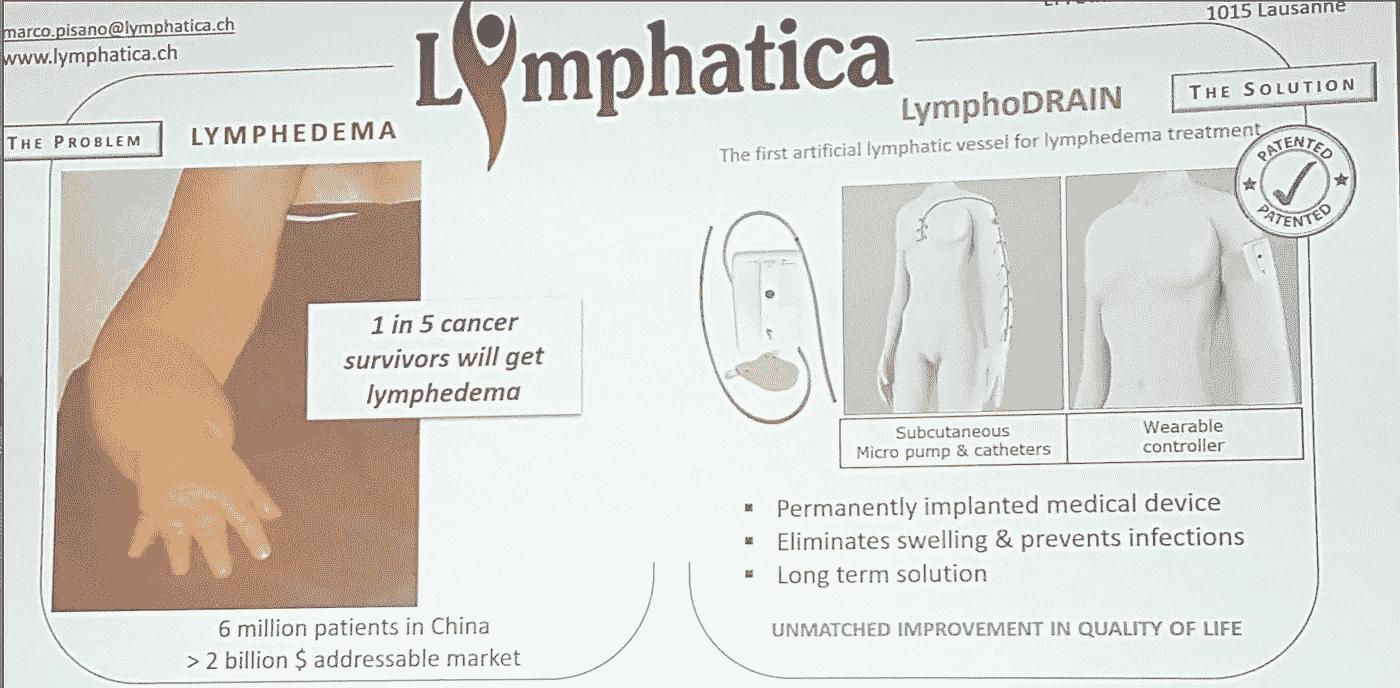 marco.pisano@lymphatica.ch
www.lymphatica.ch
Lymphatica
1015 Lausanne
THE PROBLEM
LYMPHEDEMA
1 in 5 cancer
survivors will get
lymphedema
6 million patients in China
> 2 billion $ addressable market
LymphoDRAIN
THE SOLUTION
The first artificial lymphatic vessel for lymphedema treatment
PATENTED
PATENTED
Subcutaneous
Micro pump & catheters
Wearable
controller
▪ Permanently implanted medical device
▪ Eliminates swelling & prevents infections
▪ Long term solution
UNMATCHED IMPROVEMENT IN QUALITY OF LIFE